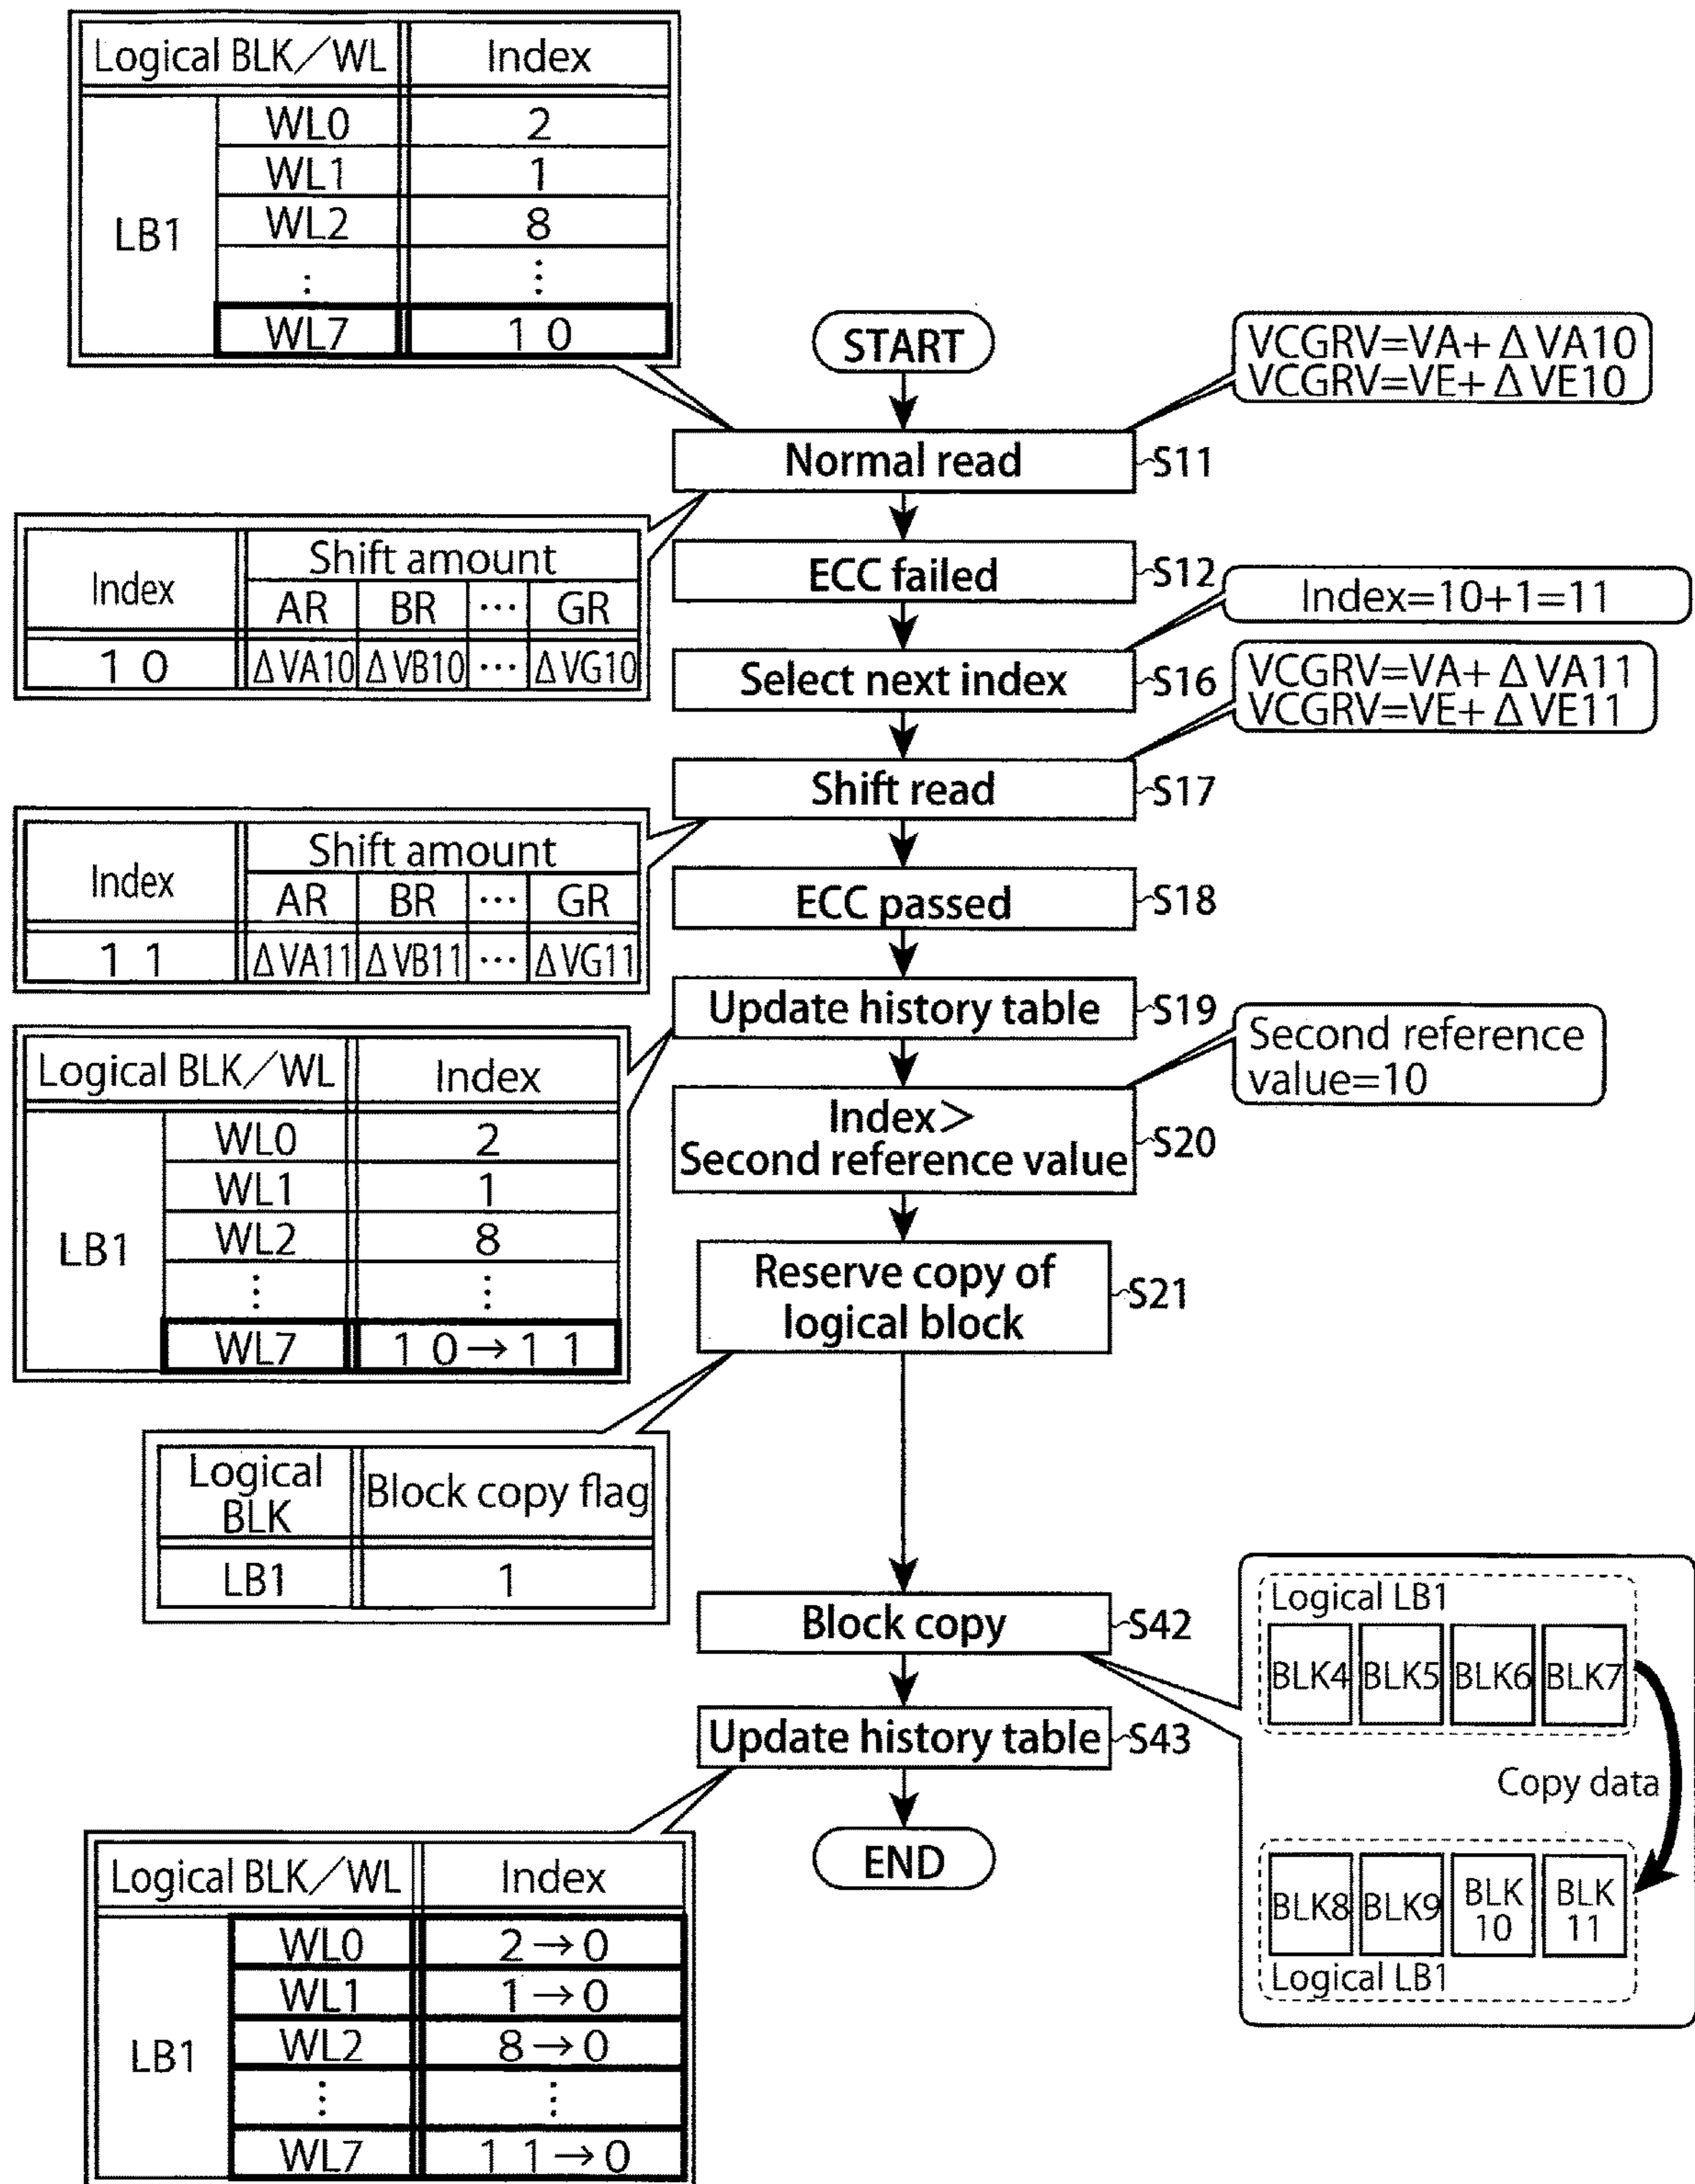 Logical BLK／WL Index
LB1
WL0 2
WL1 1
WL2 8
⋮ ⋮
WL7 1 0
START
VCGRV=VA+ΔVA10
VCGRV=VE+ΔVE10
Normal read S11
Index Shift amount
AR BR ⋯ GR
1 0 ΔVA10 ΔVB10 ⋯ ΔVG10
ECC failed S12
Index=10+1=11
Select next index S16
VCGRV=VA+ΔVA11
VCGRV=VE+ΔVE11
Shift read S17
Index Shift amount
AR BR ⋯ GR
1 1 ΔVA11 ΔVB11 ⋯ ΔVG11
ECC passed S18
Update history table S19
Logical BLK／WL Index
LB1
WL0 2
WL1 1
WL2 8
⋮ ⋮
WL7 1 0→1 1
Second reference
value=10
Index＞
Second reference value S20
Reserve copy of
logical block S21
Logical
BLK
Block copy flag
LB1 1
Block copy S42
Logical LB1
BLK4 BLK5 BLK6 BLK7
Copy data
BLK8 BLK9 BLK
10 BLK
11
Logical LB1
Update history table S43
END
Logical BLK／WL Index
LB1
WL0 2→0
WL1 1→0
WL2 8→0
⋮ ⋮
WL7 1 1→0